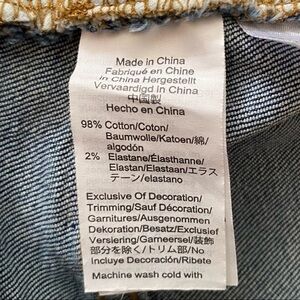 Made in China
Fabriqué en Chine
In China Hergestellt
Vervaardigd in China
中国製
Hecho en China
98% Cotton/Coton/
Baumwolle/Katoen/綿/
algodón
2% Elastane/Élasthanne/
Elastan/Elastaan/エラス
テーン/elastano
Exclusive Of Decoration/
Trimming/Sauf Décoration/
Garnitures/Ausgenommen
Dekoration/Besatz/Exclusief
Versiering/Garneersel/装飾
部分を除く/トリム/No
Incluye Decoración/Ribete
Machine wash cold with